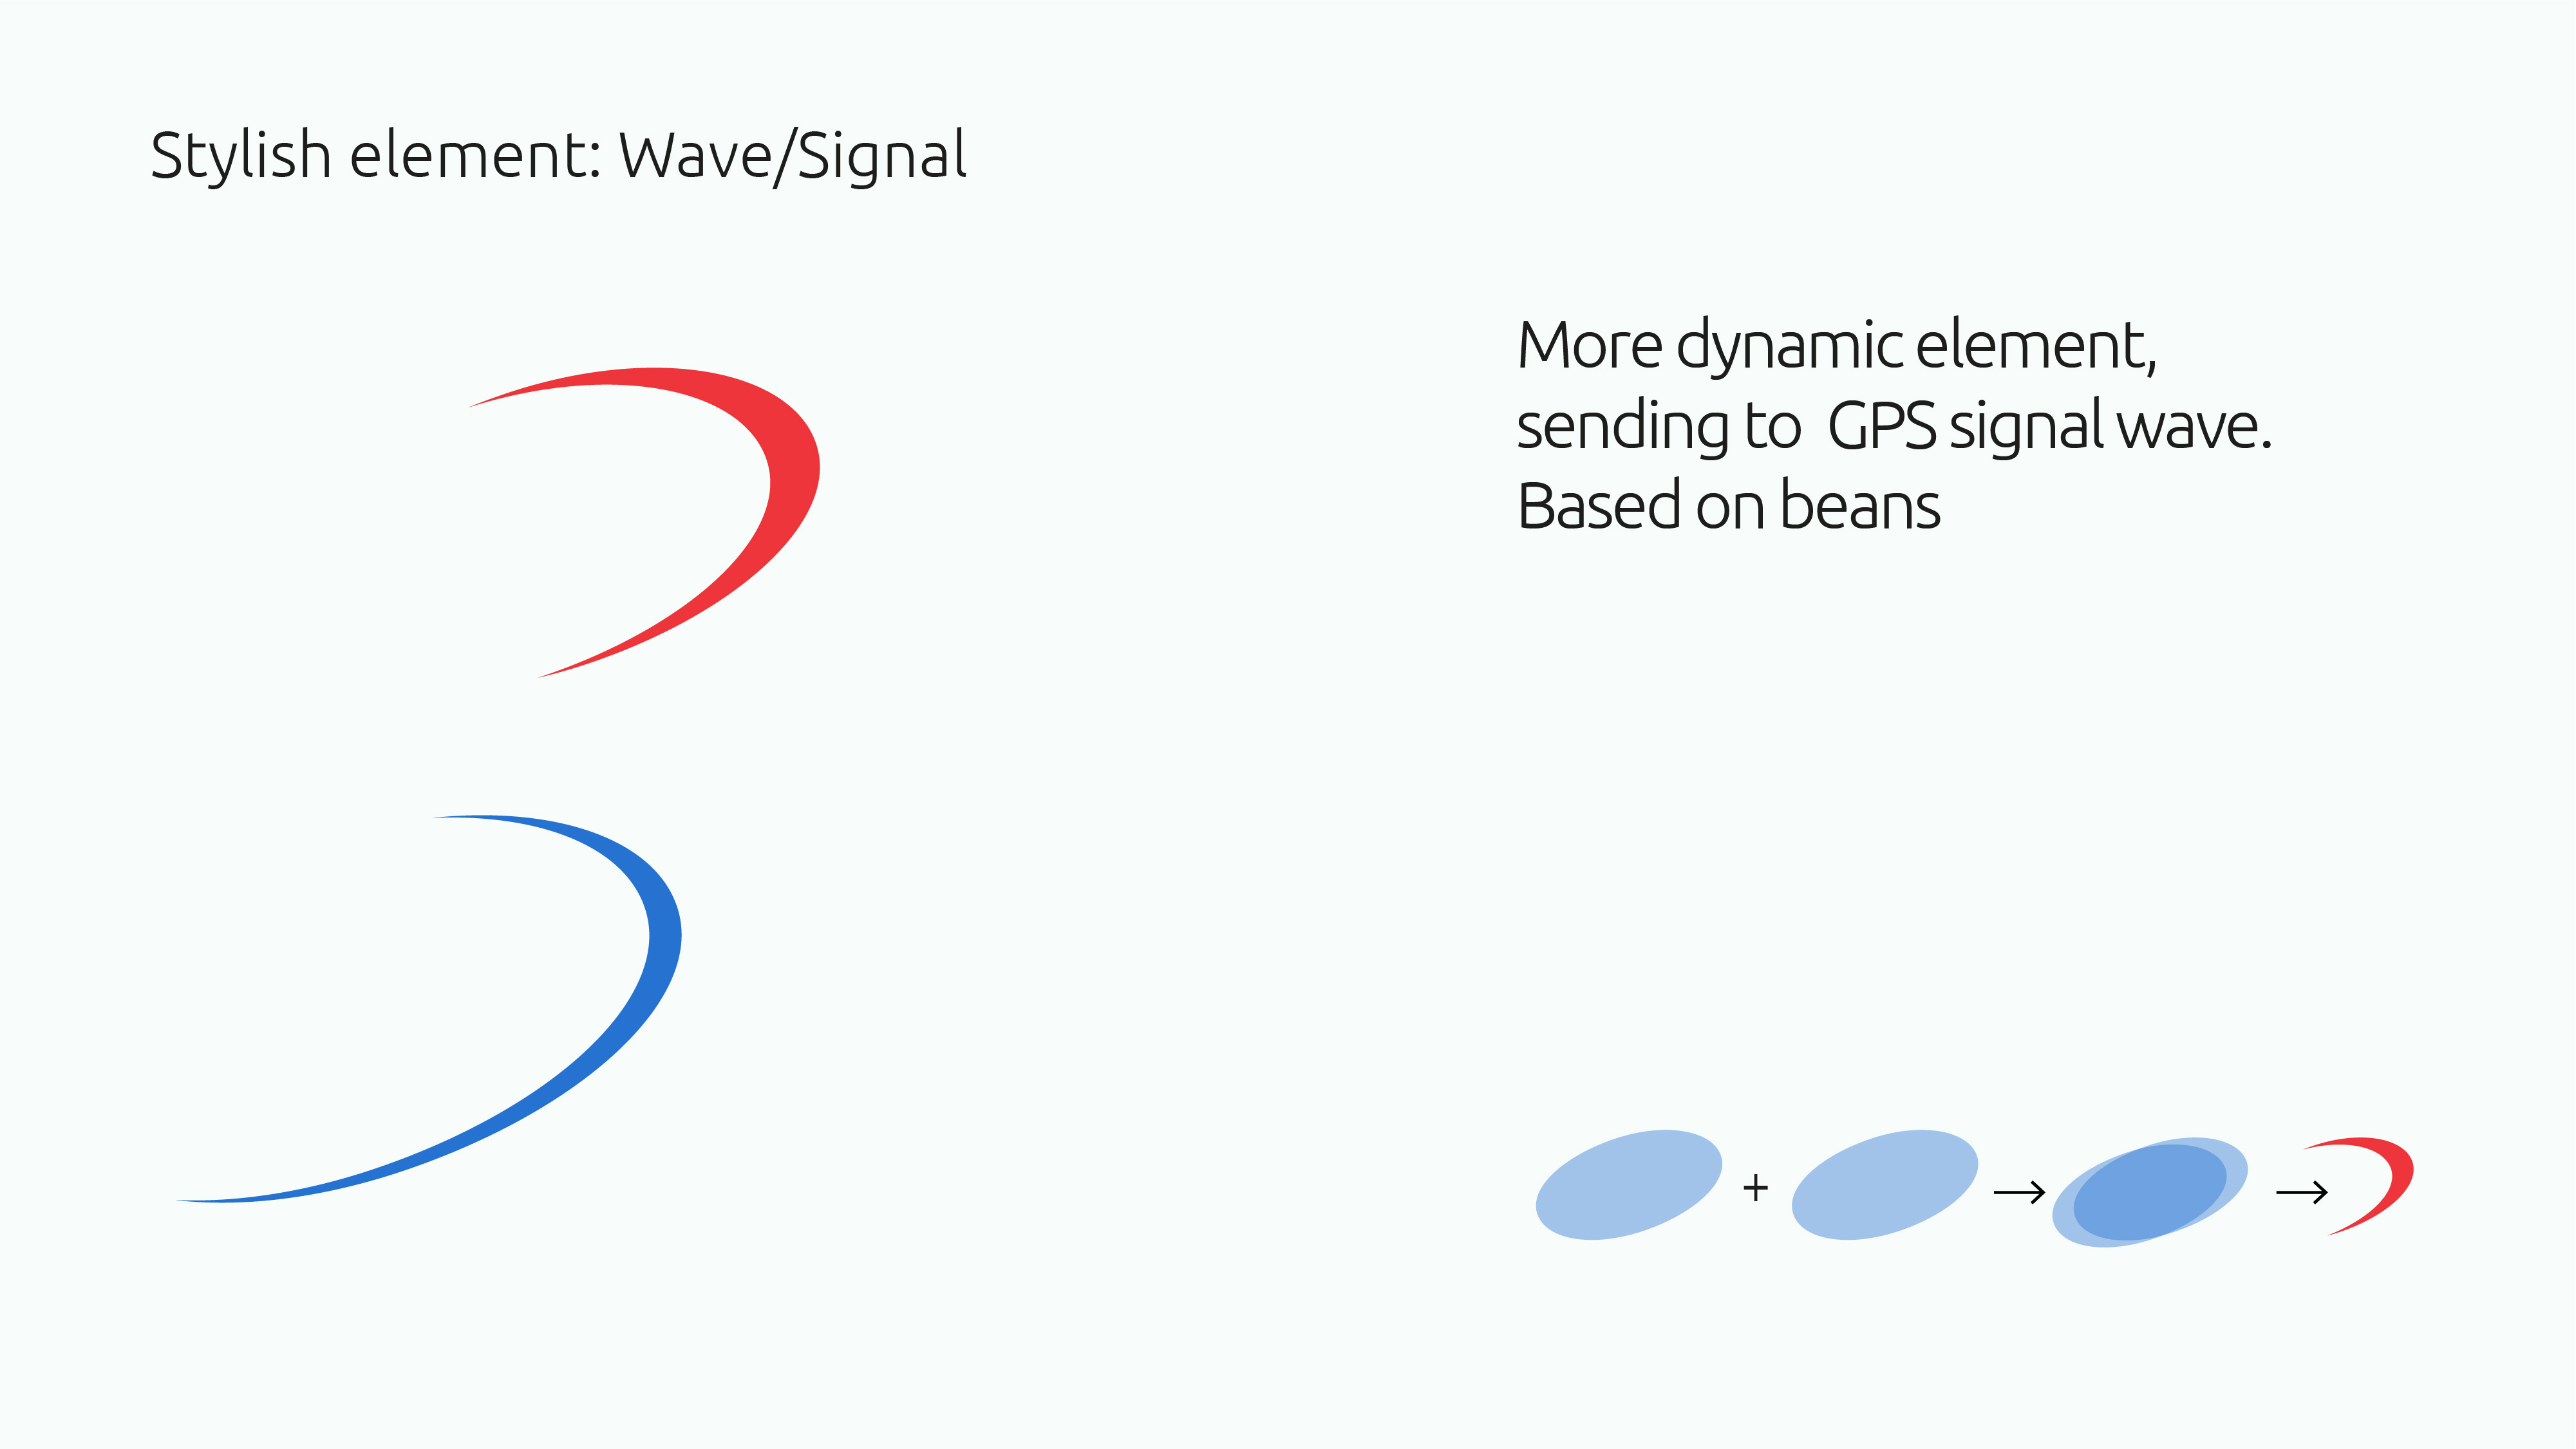 Stylish element: Wave/Signal
More dynamic element,
sending to  GPS signal wave.
Based on beans
+